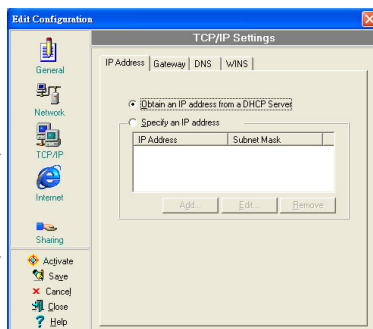 Edit Configuration
TCP/IP Settings
General
Network
TCP/IP
Internet
Sharing
Activate
Save
Cancel
Close
Help
IP Address
Gateway
DNS
WINS
Obtain an IP address from a DHCP Server
Specify an IP address
IP Address
Subnet Mask
Add...
Edit...
Remove